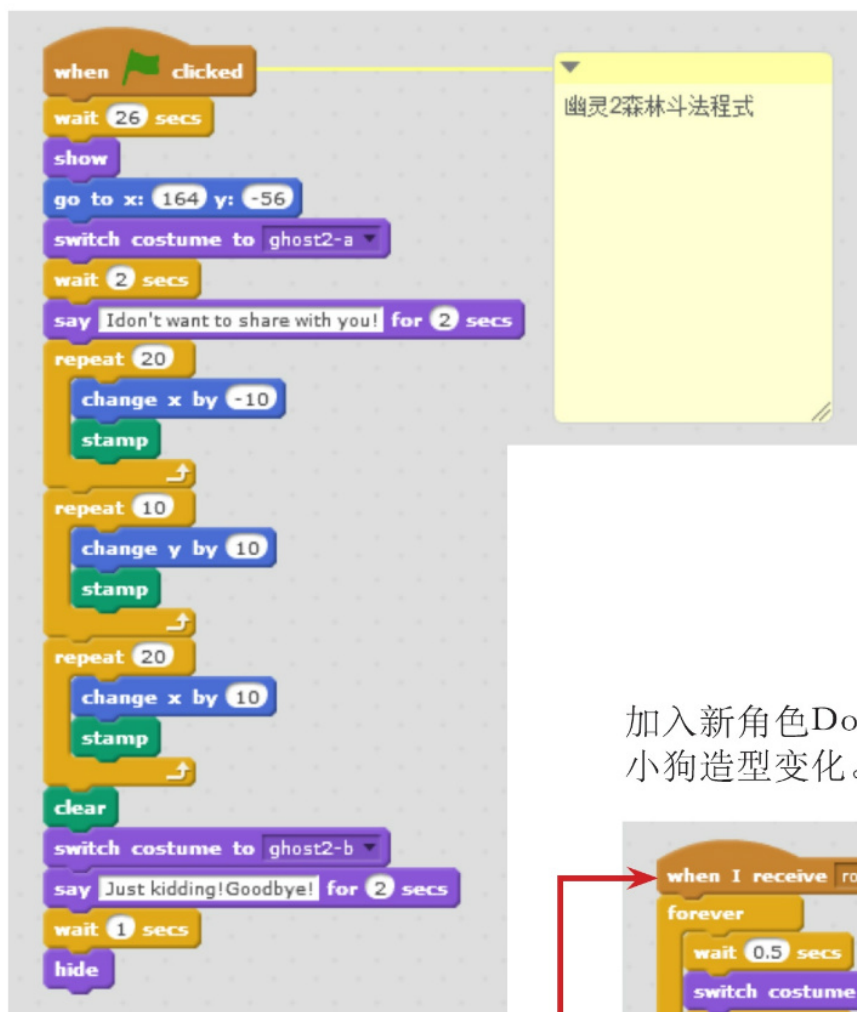 when clicked
wait 26 secs
show
go to x: 164 y: -56
switch costume to ghost2-a
wait 2 secs
say Idon't want to share with you! for 2 secs
repeat 20
change x by -10
stamp
repeat 10
change y by 10
stamp
repeat 20
change x by 10
stamp
clear
switch costume to ghost2-b
say Just kidding!Goodbye! for 2 secs
wait 1 secs
hide
幽灵2森林斗法程式
加入新角色Do
小狗造型变化
when I receive ro
forever
wait 0.5 secs
switch costume